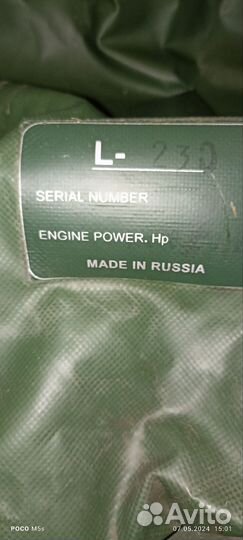 L- 230
SERIAL NUMBER
ENGINE POWER. Hp
MADE IN RUSSIA
POCO M5s
07.05.2024 15:01
Avito